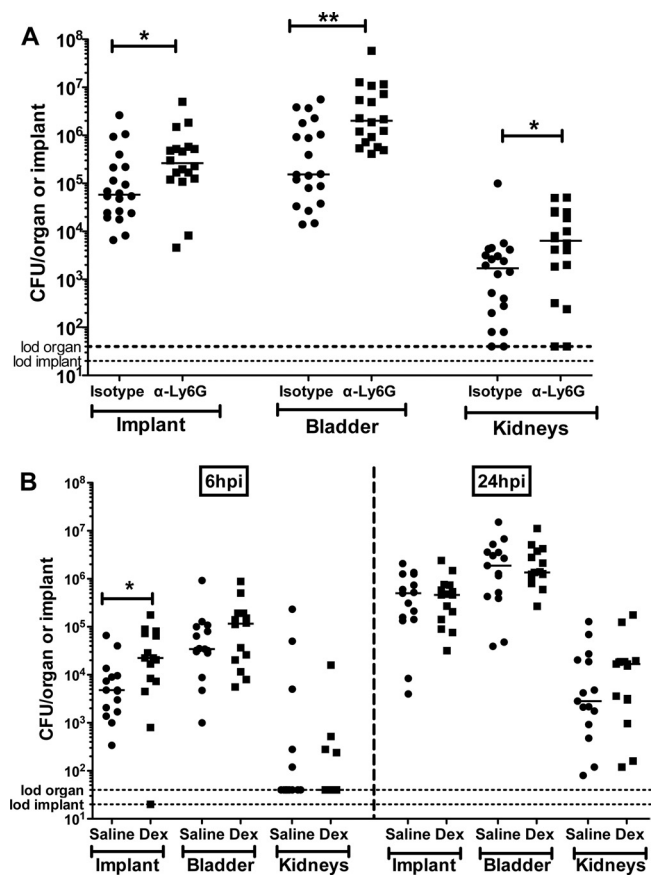 A
CFU/organ or implant
10^8
10^7
10^6
10^5
10^4
10^3
10^2
10^1
lod organ
lod implant
*
**
*
Isotype α-Ly6G Isotype α-Ly6G Isotype α-Ly6G
Implant Bladder Kidneys
B
6hpi 24hpi
CFU/organ or implant
10^8
10^7
10^6
10^5
10^4
10^3
10^2
10^1
lod organ
lod implant
*
Saline Dex Saline Dex Saline Dex Saline Dex Saline Dex Saline Dex
Implant Bladder Kidneys Implant Bladder Kidneys